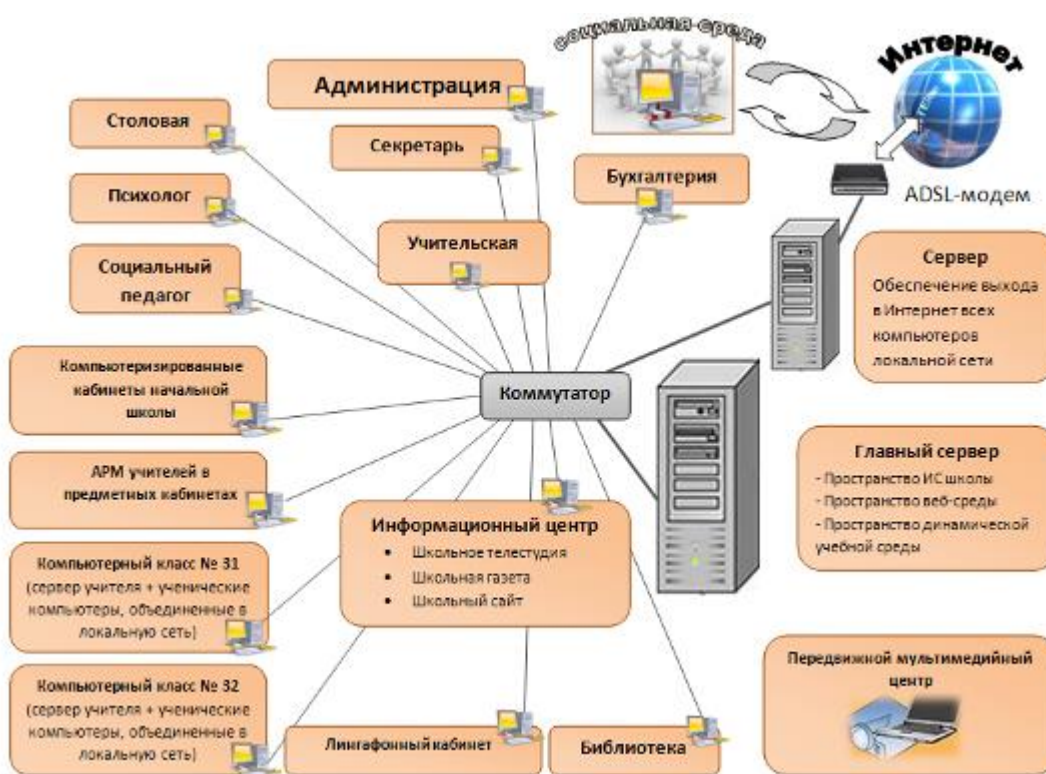 социальная среда
Интернет
Администрация
Столовая
Секретарь
Психолог
Бухгалтерия
ADSL-модем
Учительская
Социальный
педагог
Сервер
Обеспечение выхода
в Интернет всех
компьютеров
локальной сети
Компьютеризированные
кабинеты начальной
школы
Коммутатор
АРМ учителей в
предметных кабинетах
Главный сервер
- Пространство ИС школы
- Пространство веб-среды
- Пространство динамической
учебной среды
Информационный центр
• Школьное телестудия
• Школьная газета
• Школьный сайт
Компьютерный класс № 31
(сервер учителя + ученические
компьютеры, объединенные в
локальную сеть)
Компьютерный класс № 32
(сервер учителя + ученические
компьютеры, объединенные в
локальную сеть)
Лингафонный кабинет
Библиотека
Передвижной мультимедийный
центр